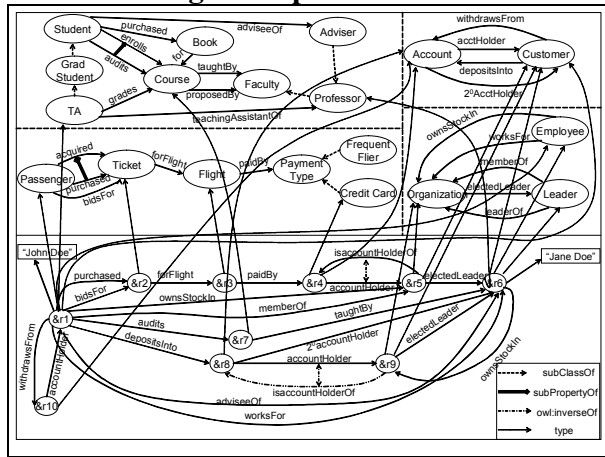 withdrawsFrom
Student
purchased
Book
adviseeOf
Adviser
enrolls
audits
for
Account
acctHolder
Customer
depositsInto
2⁰AcctHolder
Grad
Student
Course
taughtBy
Faculty
proposedBy
grades
TA
Professor
teachingAssistantOf
ownsStockIn
Employee
worksFor
acquired
Passenger
Ticket
forFlight
Flight
paidBy
Payment
Type
Frequent
Flier
memberOf
purchased
bidsFor
Credit Card
Organization
electedLeader
Leader
leaderOf
"John Doe"
isaccountHolderOf
"Jane Doe"
purchased
&r2
forFlight
&r3
paidBy
&r4
&r5
electedLeader
&r6
bidsFor
ownsStockIn
accountHolder
&r1
memberOf
taughtBy
audits
&r7
depositsInto
2⁰accountHolder
electedLeader
withdrawsFrom
accountHolder
&r8
accountHolder
&r9
ownsStockIn
isaccountHolderOf
&r10
adviseeOf
worksFor
subClassOf
subPropertyOf
owl:inverseOf
type